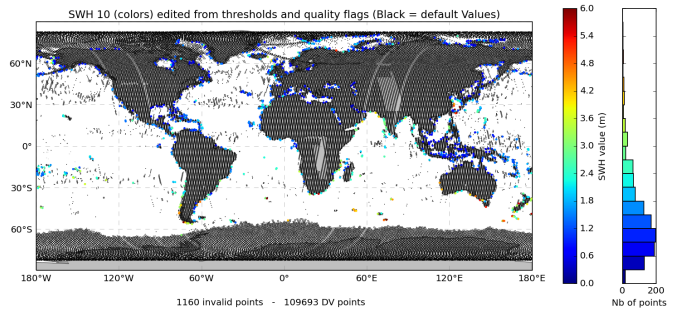 SWH 10 (colors) edited from thresholds and quality flags (Black = default Values)
60°N
30°N
0°
30°S
60°S
180°W
120°W
60°W
0°
60°E
120°E
180°E
1160 invalid points - 109693 DV points
6.0
5.4
4.8
4.2
3.6
3.0
2.4
1.8
1.2
0.6
0.0
SWH value (m)
0
200
Nb of points